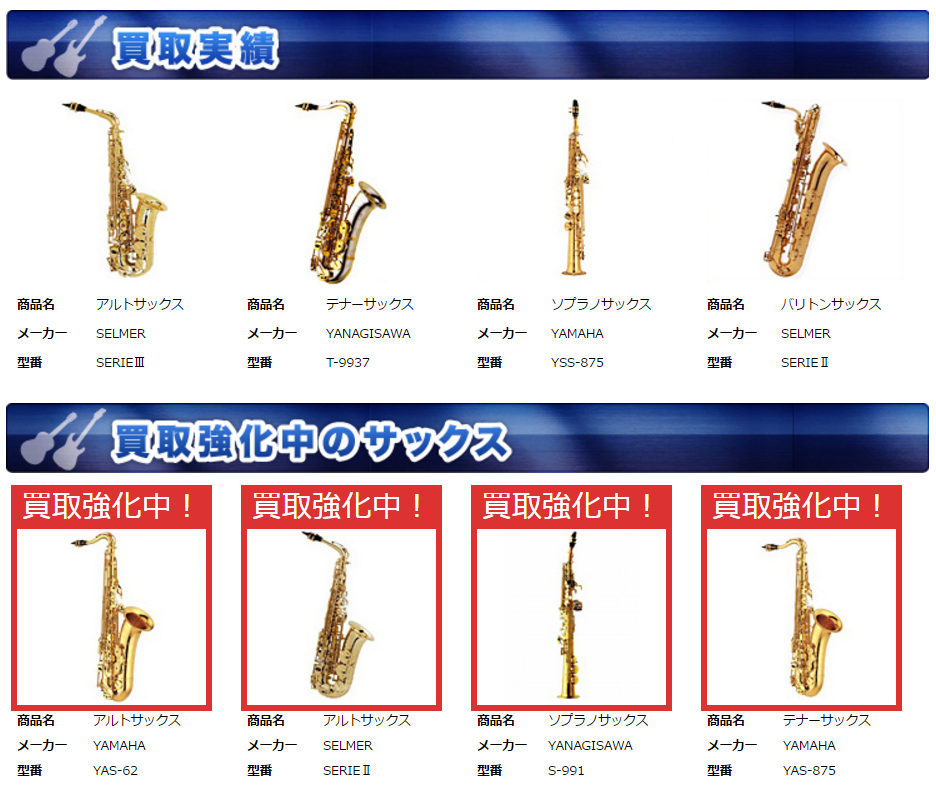 買取実績
商品名 アルトサックス
メーカー SELMER
型番 SERIEⅢ
商品名 テナーサックス
メーカー YANAGISAWA
型番 T-9937
商品名 ソプラノサックス
メーカー YAMAHA
型番 YSS-875
商品名 バリトンサックス
メーカー SELMER
型番 SERIEⅡ
買取強化中のサックス
買取強化中！
商品名 アルトサックス
メーカー YAMAHA
型番 YAS-62
買取強化中！
商品名 アルトサックス
メーカー SELMER
型番 SERIEⅡ
買取強化中！
商品名 ソプラノサックス
メーカー YANAGISAWA
型番 S-991
買取強化中！
商品名 テナーサックス
メーカー YAMAHA
型番 YAS-875